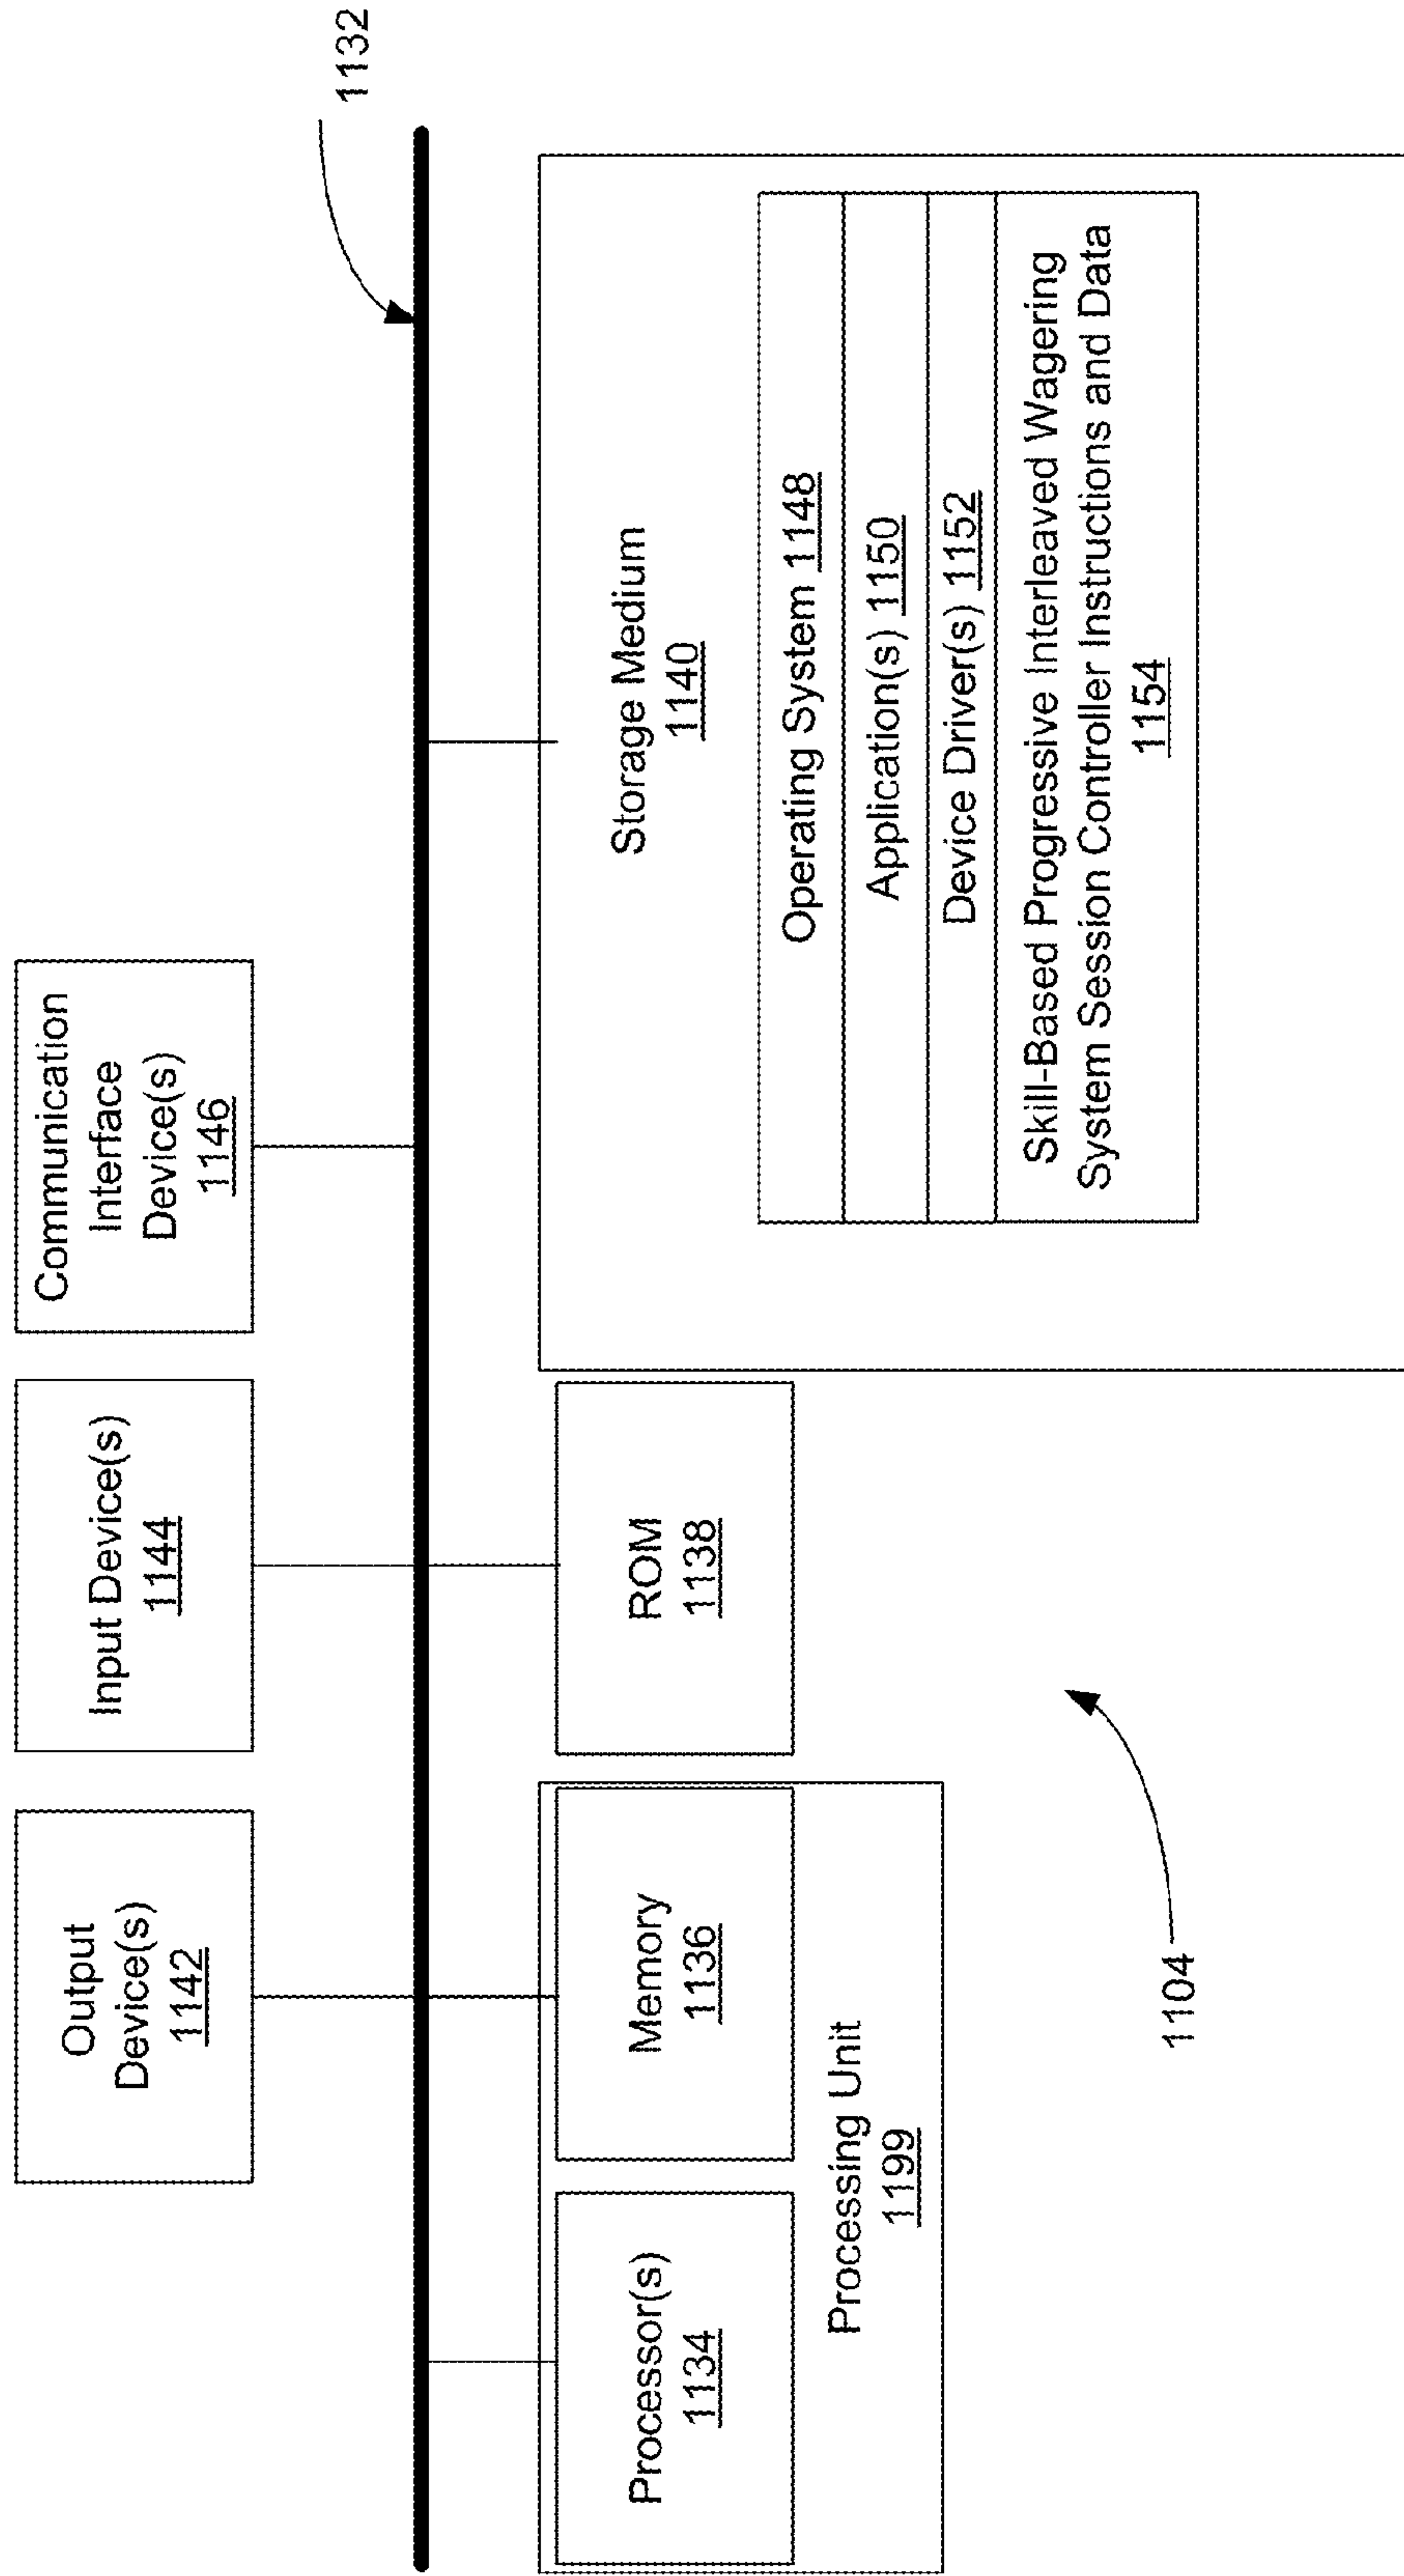 1132
Output
Device(s)
1142
Input Device(s)
1144
Communication
Interface
Device(s)
1146
Processor(s)
1134
Memory
1136
Processing Unit
1199
ROM
1138
Storage Medium
1140
Operating System 1148
Application(s) 1150
Device Driver(s) 1152
Skill-Based Progressive Interleaved Wagering
System Session Controller Instructions and Data
1154
1104